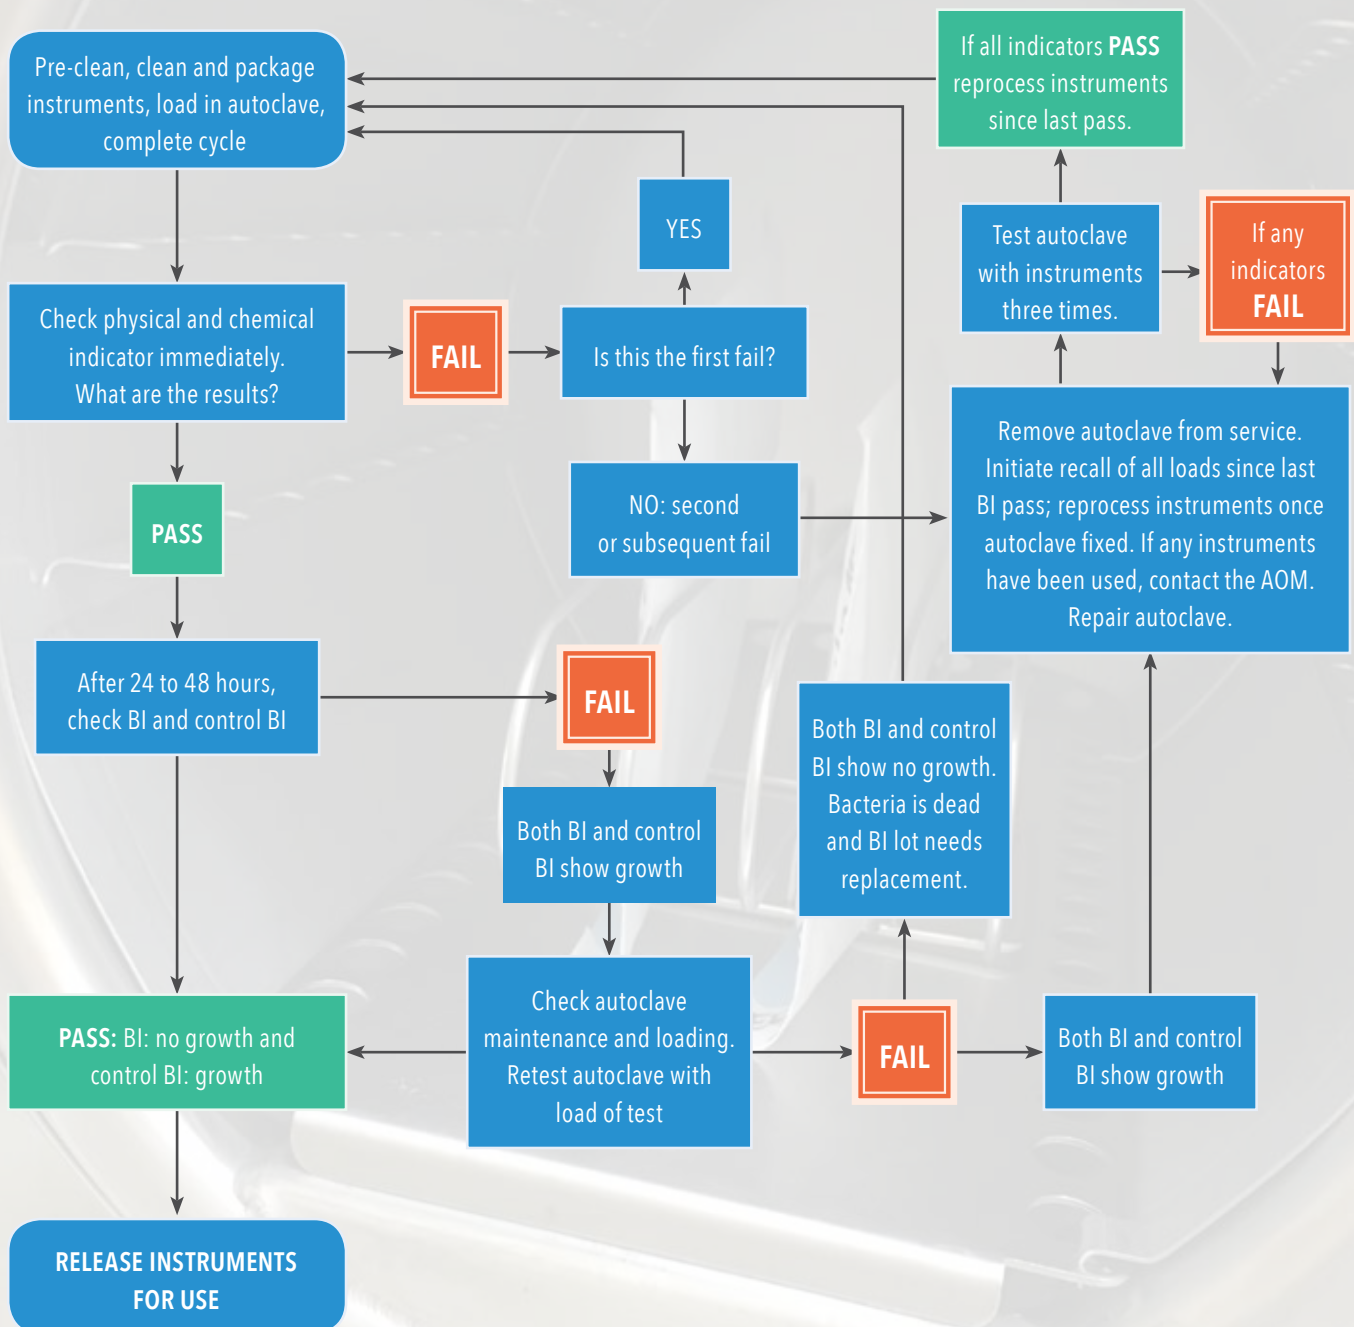 Pre-clean, clean and package
instruments, load in autoclave,
complete cycle
If all indicators PASS
reprocess instruments
since last pass.
YES
Test autoclave
with instruments
three times.
If any
indicators
FAIL
Check physical and chemical
indicator immediately.
What are the results?
FAIL
Is this the first fail?
NO: second
or subsequent fail
Remove autoclave from service.
Initiate recall of all loads since last
BI pass; reprocess instruments once
autoclave fixed. If any instruments
have been used, contact the AOM.
Repair autoclave.
PASS
After 24 to 48 hours,
check BI and control BI
FAIL
Both BI and control
BI show growth
Both BI and control
BI show no growth.
Bacteria is dead
and BI lot needs
replacement.
PASS: BI: no growth and
control BI: growth
Check autoclave
maintenance and loading.
Retest autoclave with
load of test
FAIL
Both BI and control
BI show growth
RELEASE INSTRUMENTS
FOR USE